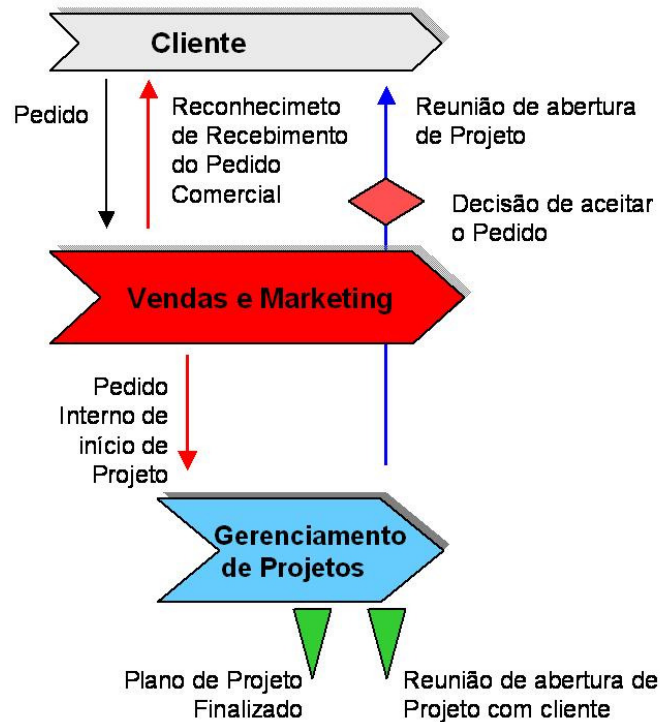 Cliente
Pedido
Reconhecimeto
de Recebimento
do Pedido
Comercial
Reunião de abertura
de Projeto
Decisão de aceitar
o Pedido
Vendas e Marketing
Pedido
Interno de
início de
Projeto
Gerenciamento
de Projetos
Plano de Projeto
Finalizado
Reunião de abertura de
Projeto com cliente